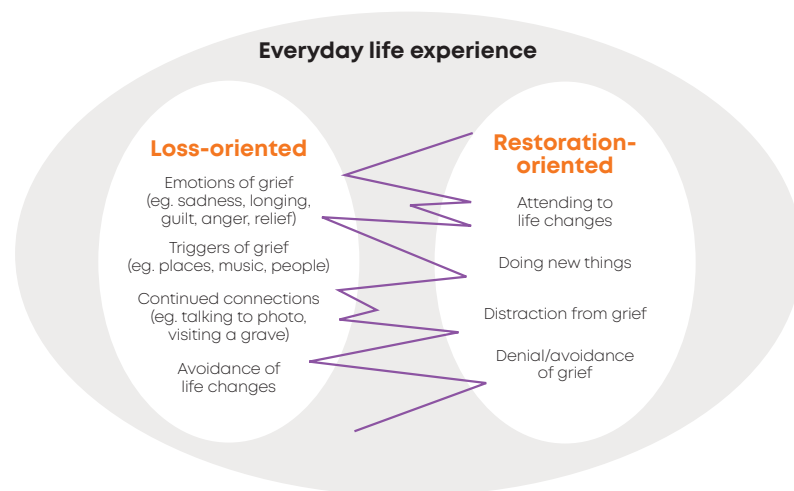 Everyday life experience
Loss-oriented
Emotions of grief
(eg. sadness, longing,
guilt, anger, relief)
Triggers of grief
(eg. places, music, people)
Continued connections
(eg. talking to photo,
visiting a grave)
Avoidance of
life changes
Restoration-
oriented
Attending to
life changes
Doing new things
Distraction from grief
Denial/avoidance
of grief